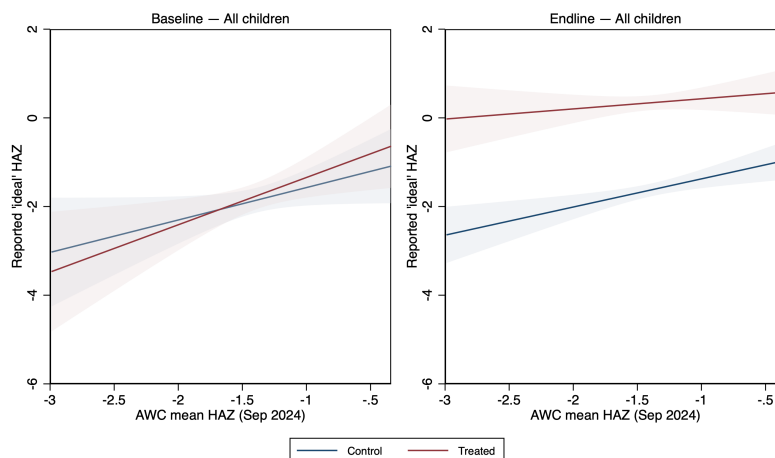 Baseline — All children
Reported 'ideal' HAZ
2
0
-2
-4
-6
-3
-2.5
-2
-1.5
-1
-.5
AWC mean HAZ (Sep 2024)
Endline — All children
Reported 'ideal' HAZ
2
0
-2
-4
-6
-3
-2.5
-2
-1.5
-1
-.5
AWC mean HAZ (Sep 2024)
Control
Treated